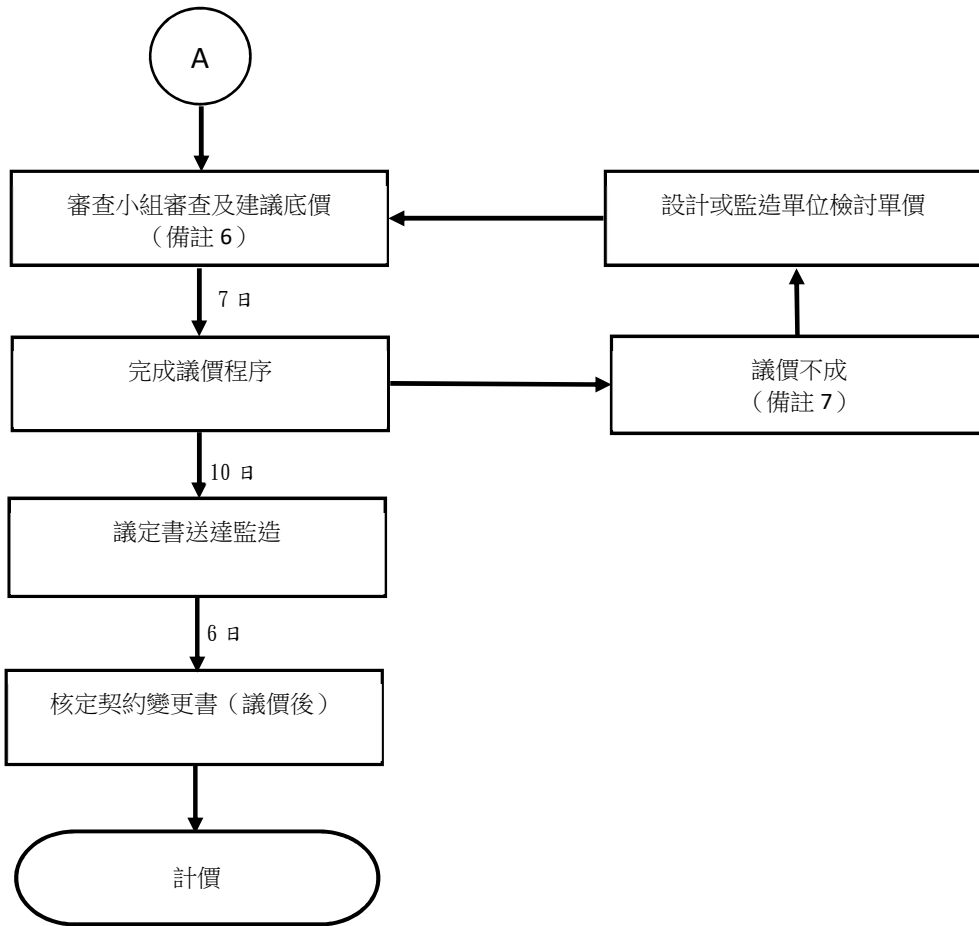 A
審查小組審查及建議底價
（備註 6）
設計或監造單位檢討單價
7 日
完成議價程序
議價不成
（備註 7）
10 日
議定書送達監造
6 日
核定契約變更書（議價後）
計價